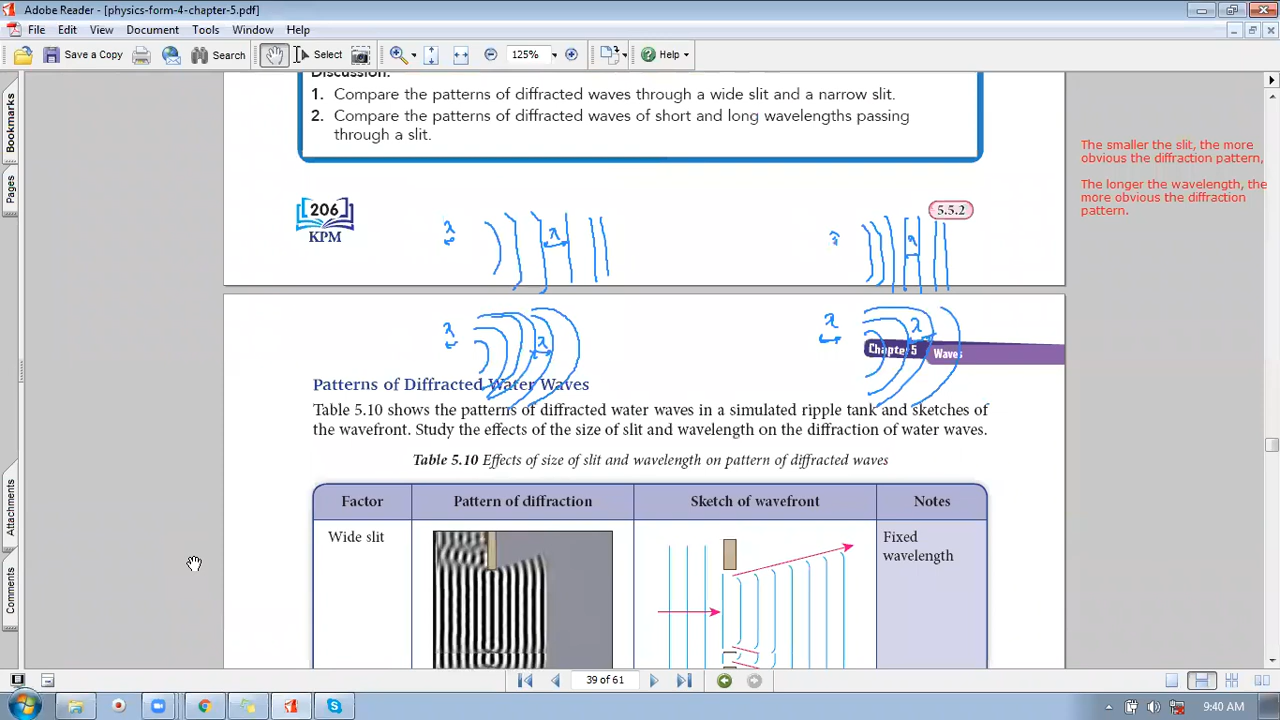 Adobe Reader - [physics-form-4-chapter-5.pdf]
File Edit View Document Tools Window Help
Save a Copy Search Select 125% Help
Discussion:
1. Compare the patterns of diffracted waves through a wide slit and a narrow slit.
2. Compare the patterns of diffracted waves of short and long wavelengths passing
through a slit.
The smaller the slit, the more
obvious the diffraction pattern,
The longer the wavelength, the
more obvious the diffraction
pattern.
206
KPM
5.5.2
λ λ λ λ
λ λ λ λ
Chapter 5 Waves
Patterns of Diffracted Water Waves
Table 5.10 shows the patterns of diffracted water waves in a simulated ripple tank and sketches of
the wavefront. Study the effects of the size of slit and wavelength on the diffraction of water waves.
Table 5.10 Effects of size of slit and wavelength on pattern of diffracted waves
Factor Pattern of diffraction Sketch of wavefront Notes
Wide slit Fixed
wavelength
Bookmarks
Pages
Attachments
Comments
39 of 61
9:40 AM